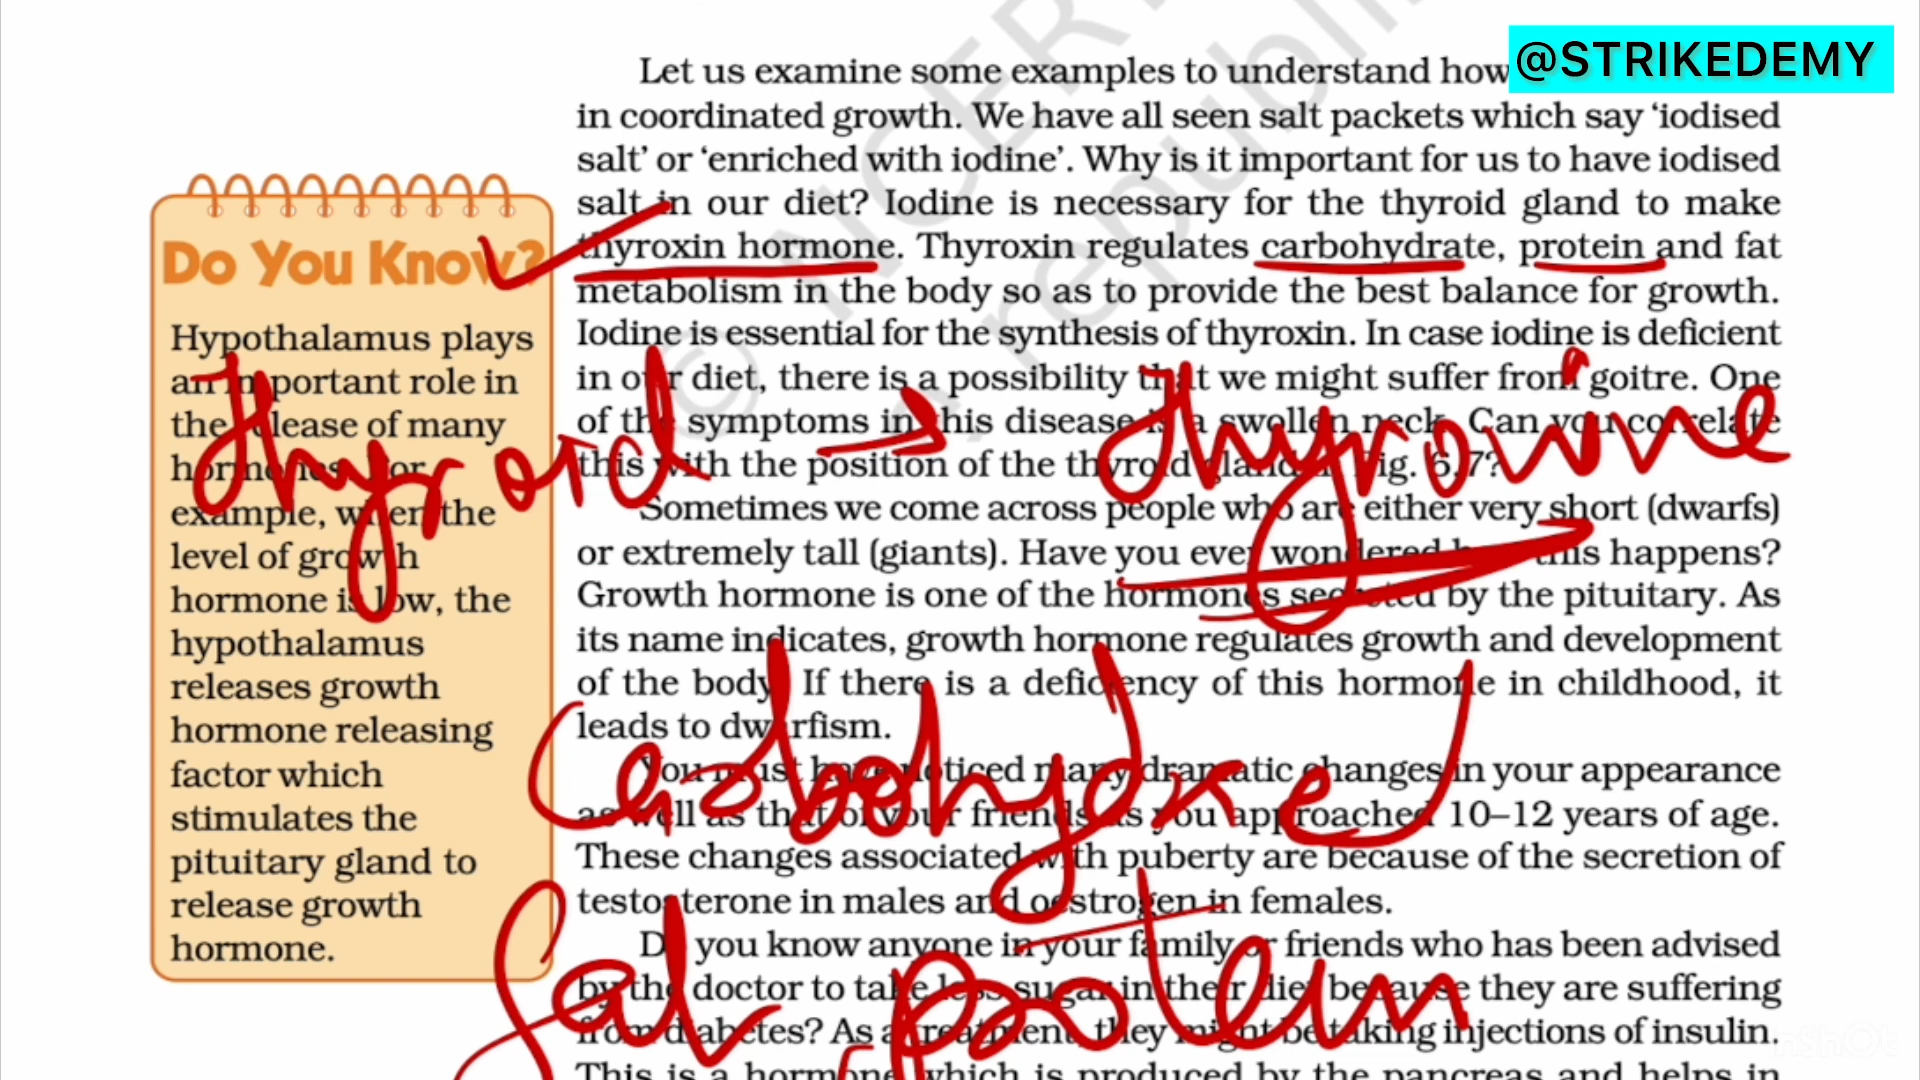 @STRIKEDEMY
Let us examine some examples to understand how
in coordinated growth. We have all seen salt packets which say ‘iodised
salt’ or ‘enriched with iodine’. Why is it important for us to have iodised
salt in our diet? Iodine is necessary for the thyroid gland to make
thyroxin hormone. Thyroxin regulates carbohydrate, protein and fat
metabolism in the body so as to provide the best balance for growth.
Iodine is essential for the synthesis of thyroxin. In case iodine is deficient
in our diet, there is a possibility that we might suffer from goitre. One
of the symptoms in this disease is a swollen neck. Can you correlate
this with the position of the thyroid gland in Fig. 6.7?
Sometimes we come across people who are either very short (dwarfs)
or extremely tall (giants). Have you ever wondered how this happens?
Growth hormone is one of the hormones secreted by the pituitary. As
its name indicates, growth hormone regulates growth and development
of the body. If there is a deficiency of this hormone in childhood, it
leads to dwarfism.
You must have noticed many dramatic changes in your appearance
as well as that of your friends as you approached 10–12 years of age.
These changes associated with puberty are because of the secretion of
testosterone in males and oestrogen in females.
Do you know anyone in your family or friends who has been advised
by the doctor to take less sugar in their diet because they are suffering
from diabetes? As a treatment, they might be taking injections of insulin.
This is a hormone which is produced by the pancreas and helps in
Do You Know?
Hypothalamus plays
an important role in
the release of many
hormones. For
example, when the
level of growth
hormone is low, the
hypothalamus
releases growth
hormone releasing
factor which
stimulates the
pituitary gland to
release growth
hormone.
thyroid → thyroxine
fat, protein
© NCER
republi